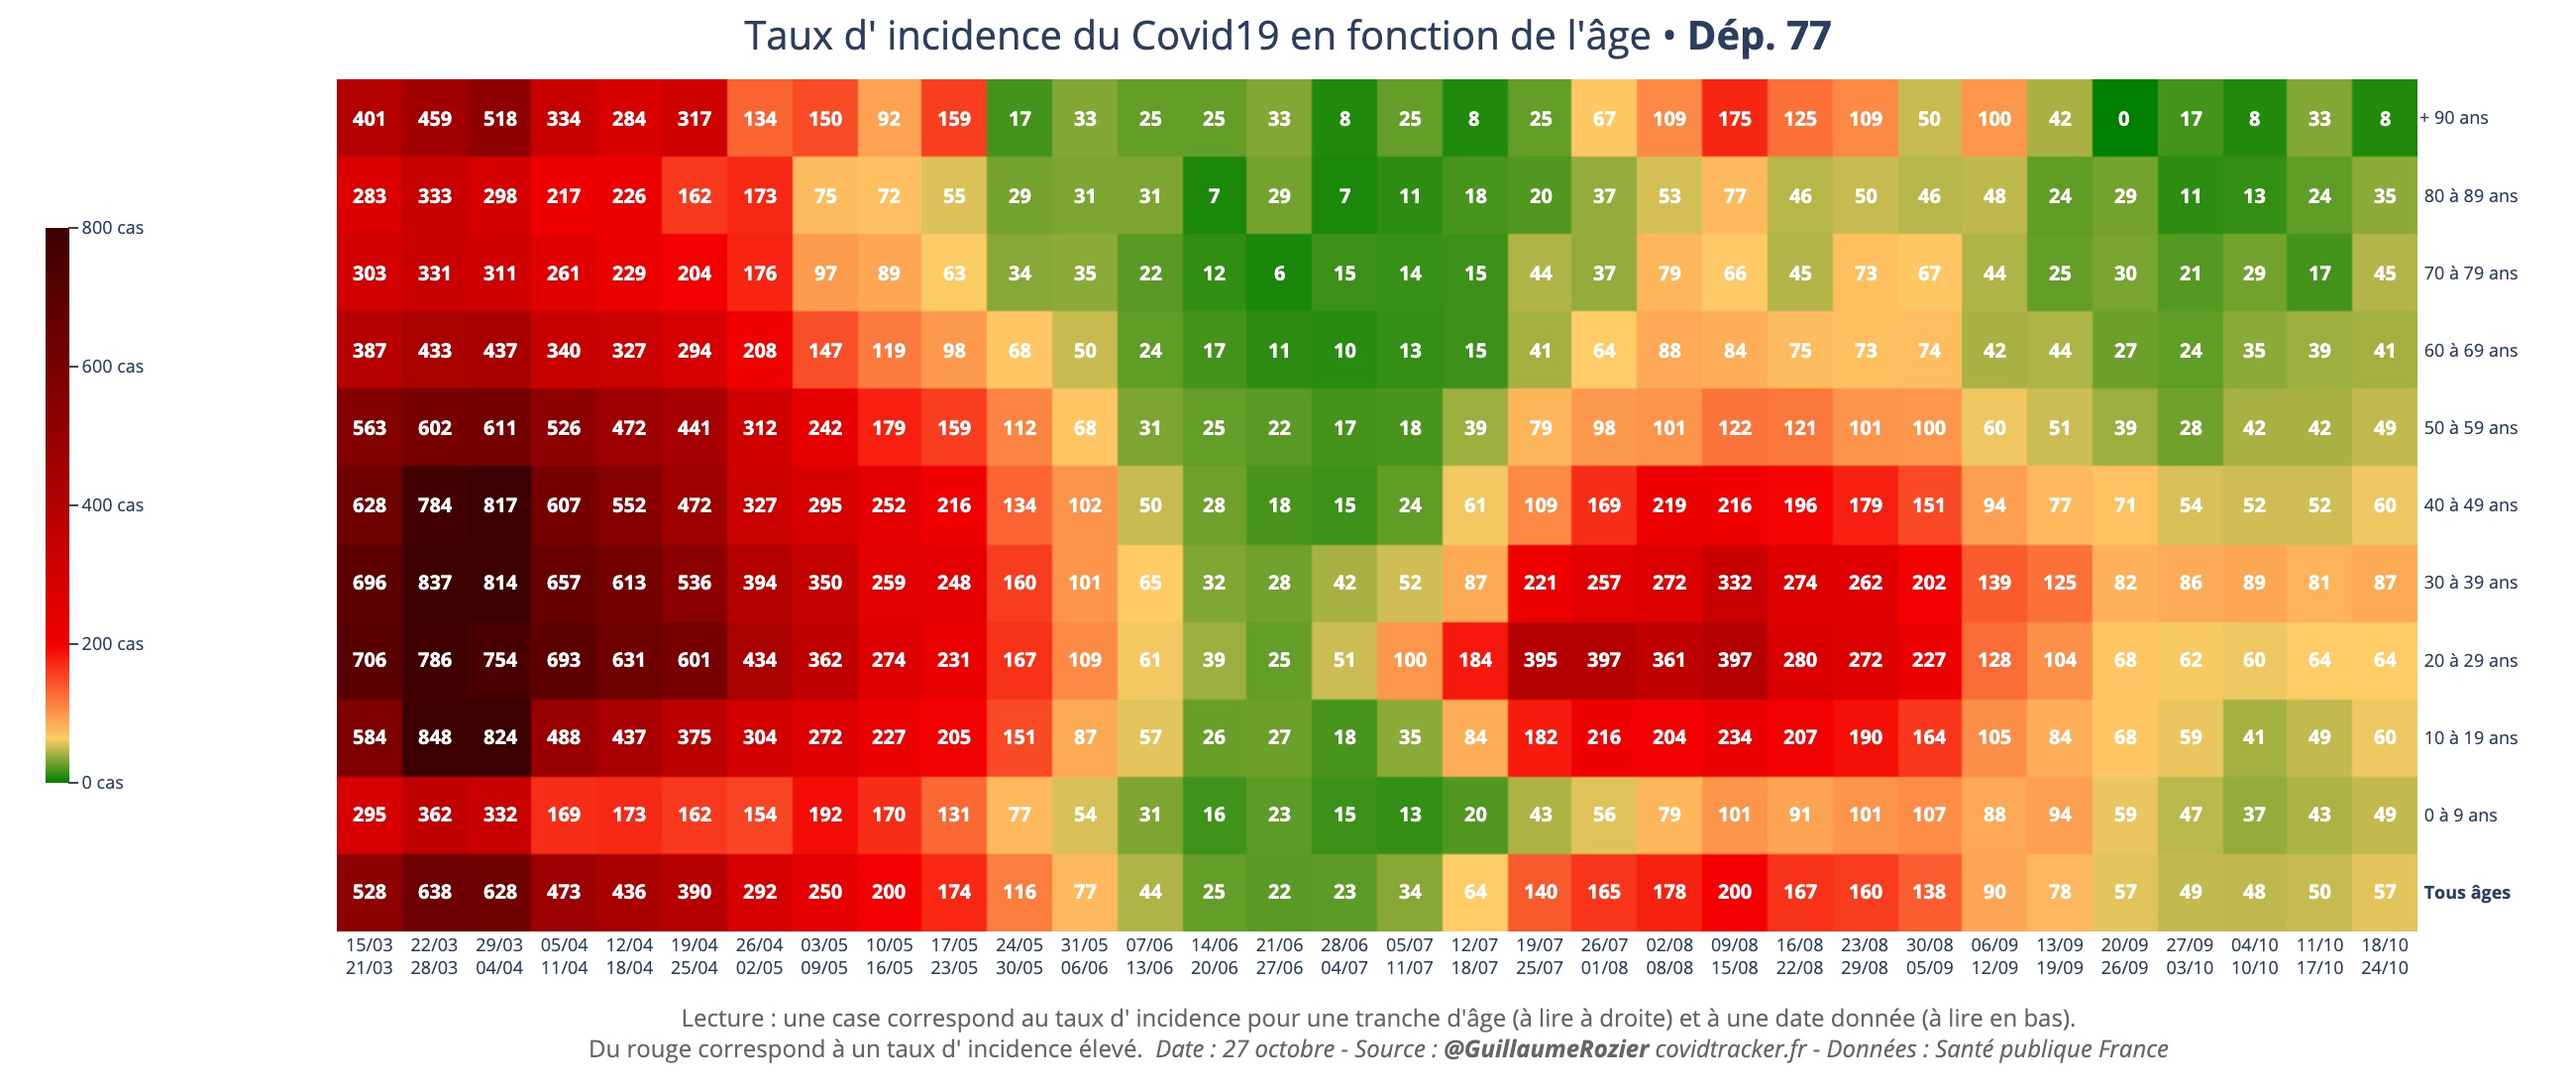 Taux d' incidence du Covid19 en fonction de l'âge • Dép. 77
401 459 518 334 284 317 134 150 92 159 17 33 25 25 33 8 25 8 25 67 109 175 125 109 50 100 42 0 17 8 33 8 + 90 ans
283 333 298 217 226 162 173 75 72 55 29 31 31 7 29 7 11 18 20 37 53 77 46 50 46 48 24 29 11 13 24 35 80 à 89 ans
800 cas
303 331 311 261 229 204 176 97 89 63 34 35 22 12 6 15 14 15 44 37 79 66 45 73 67 44 25 30 21 29 17 45 70 à 79 ans
387 433 437 340 327 294 208 147 119 98 68 50 24 17 11 10 13 15 41 64 88 84 75 73 74 42 44 27 24 35 39 41 60 à 69 ans
600 cas
563 602 611 526 472 441 312 242 179 159 112 68 31 25 22 17 18 39 79 98 101 122 121 101 100 60 51 39 28 42 42 49 50 à 59 ans
400 cas
628 784 817 607 552 472 327 295 252 216 134 102 50 28 18 15 24 61 109 169 219 216 196 179 151 94 77 71 54 52 52 60 40 à 49 ans
696 837 814 657 613 536 394 350 259 248 160 101 65 32 28 42 52 87 221 257 272 332 274 262 202 139 125 82 86 89 81 87 30 à 39 ans
200 cas
706 786 754 693 631 601 434 362 274 231 167 109 61 39 25 51 100 184 395 397 361 397 280 272 227 128 104 68 62 60 64 64 20 à 29 ans
584 848 824 488 437 375 304 272 227 205 151 87 57 26 27 18 35 84 182 216 204 234 207 190 164 105 84 68 59 41 49 60 10 à 19 ans
0 cas
295 362 332 169 173 162 154 192 170 131 77 54 31 16 23 15 13 20 43 56 79 101 91 101 107 88 94 59 47 37 43 49 0 à 9 ans
528 638 628 473 436 390 292 250 200 174 116 77 44 25 22 23 34 64 140 165 178 200 167 160 138 90 78 57 49 48 50 57 Tous âges
15/03 22/03 29/03 05/04 12/04 19/04 26/04 03/05 10/05 17/05 24/05 31/05 07/06 14/06 21/06 28/06 05/07 12/07 19/07 26/07 02/08 09/08 16/08 23/08 30/08 06/09 13/09 20/09 27/09 04/10 11/10 18/10
21/03 28/03 04/04 11/04 18/04 25/04 02/05 09/05 16/05 23/05 30/05 06/06 13/06 20/06 27/06 04/07 11/07 18/07 25/07 01/08 08/08 15/08 22/08 29/08 05/09 12/09 19/09 26/09 03/10 10/10 17/10 24/10
Lecture : une case correspond au taux d' incidence pour une tranche d'âge (à lire à droite) et à une date donnée (à lire en bas).
Du rouge correspond à un taux d' incidence élevé. Date : 27 octobre - Source : @GuillaumeRozier covidtracker.fr - Données : Santé publique France